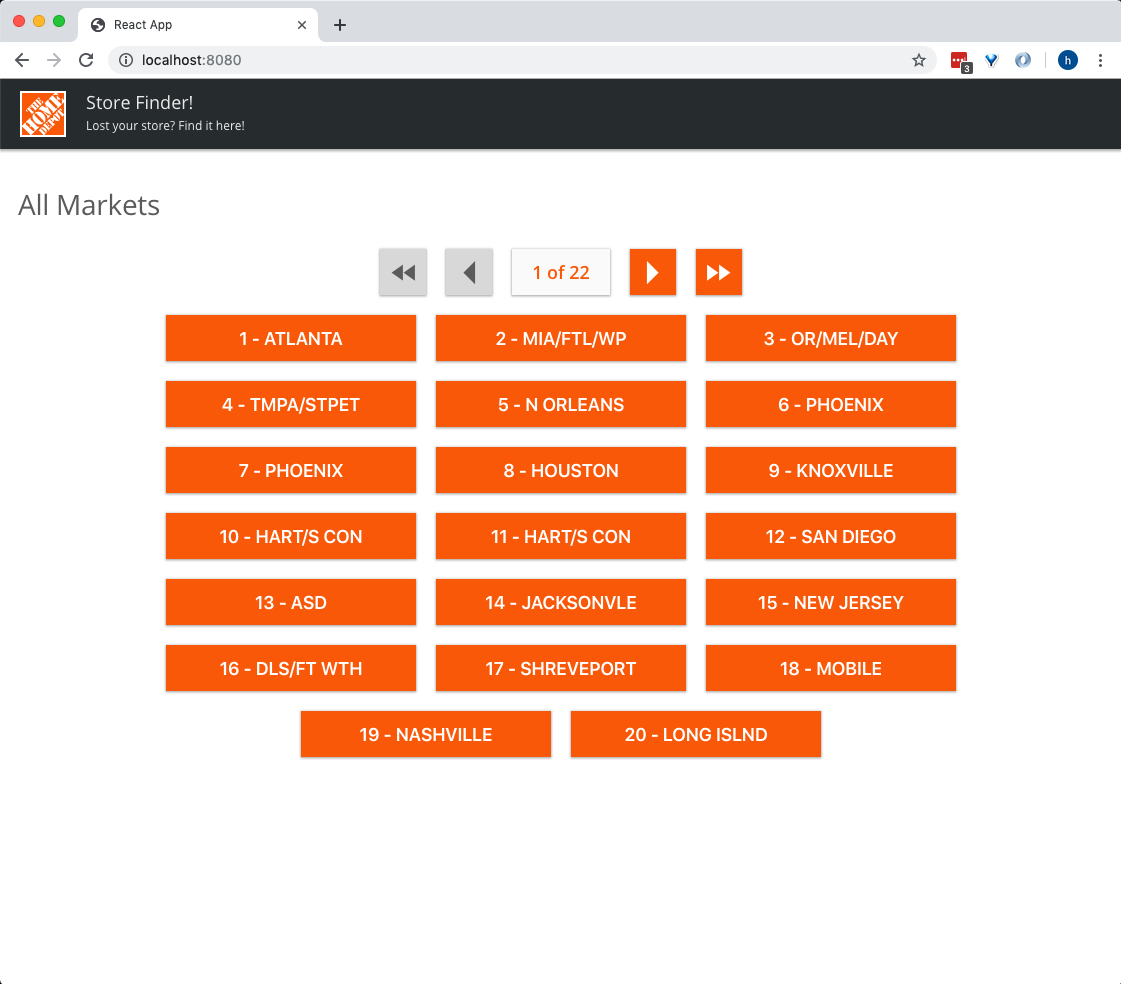 React App
localhost:8080
3
h
THE
HOME
DEPOT
Store Finder!
Lost your store? Find it here!
All Markets
1 of 22
1 - ATLANTA
2 - MIA/FTL/WP
3 - OR/MEL/DAY
4 - TMPA/STPET
5 - N ORLEANS
6 - PHOENIX
7 - PHOENIX
8 - HOUSTON
9 - KNOXVILLE
10 - HART/S CON
11 - HART/S CON
12 - SAN DIEGO
13 - ASD
14 - JACKSONVLE
15 - NEW JERSEY
16 - DLS/FT WTH
17 - SHREVEPORT
18 - MOBILE
19 - NASHVILLE
20 - LONG ISLND